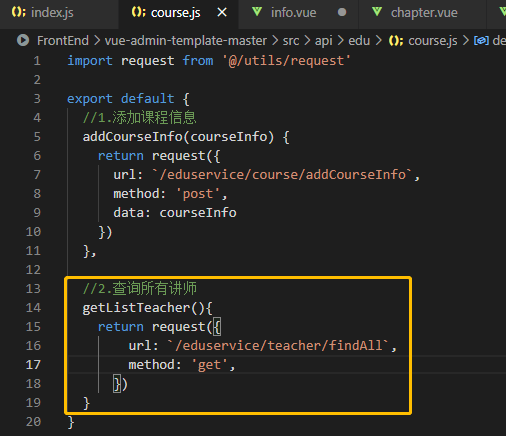 index.js course.js info.vue chapter.vue
FrontEnd > vue-admin-template-master > src > api > edu > course.js > de
1 import request from '@/utils/request'
2
3 export default {
4 //1.添加课程信息
5 addCourseInfo(courseInfo) {
6 return request({
7 url: `/eduservice/course/addCourseInfo`,
8 method: 'post',
9 data: courseInfo
10 })
11 },
12
13 //2.查询所有讲师
14 getListTeacher(){
15 return request({
16 url: `/eduservice/teacher/findAll`,
17 method: 'get',
18 })
19 }
20 }